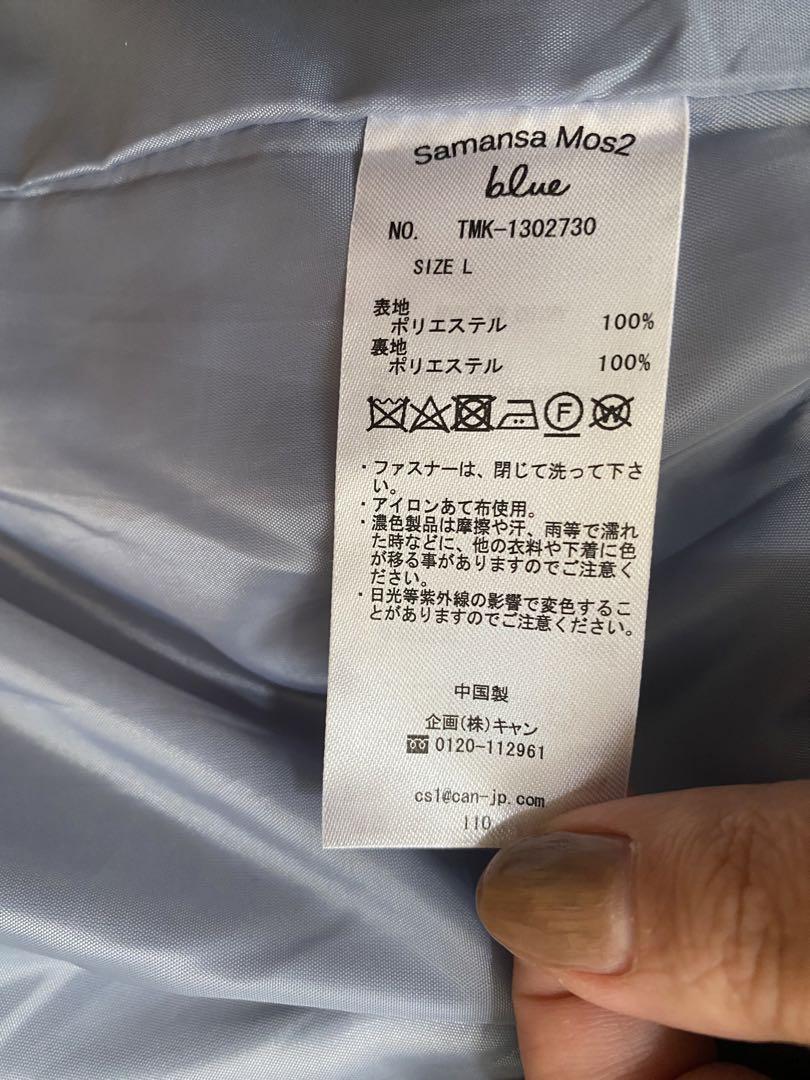 Samansa Mos2
blue
NO. TMK-1302730
SIZE L
表地
ポリエステル 100%
裏地
ポリエステル 100%
F W
・ファスナーは、閉じて洗って下さ
い。
・アイロンあて布使用。
・濃色製品は摩擦や汗、雨等で濡れ
た時などに、他の衣料や下着に色
が移る事がありますのでご注意く
ださい。
・日光等紫外線の影響で変色するこ
とがありますのでご注意ください。
中国製
企画(株)キャン
0120-112961
cs1@can-jp.com
110